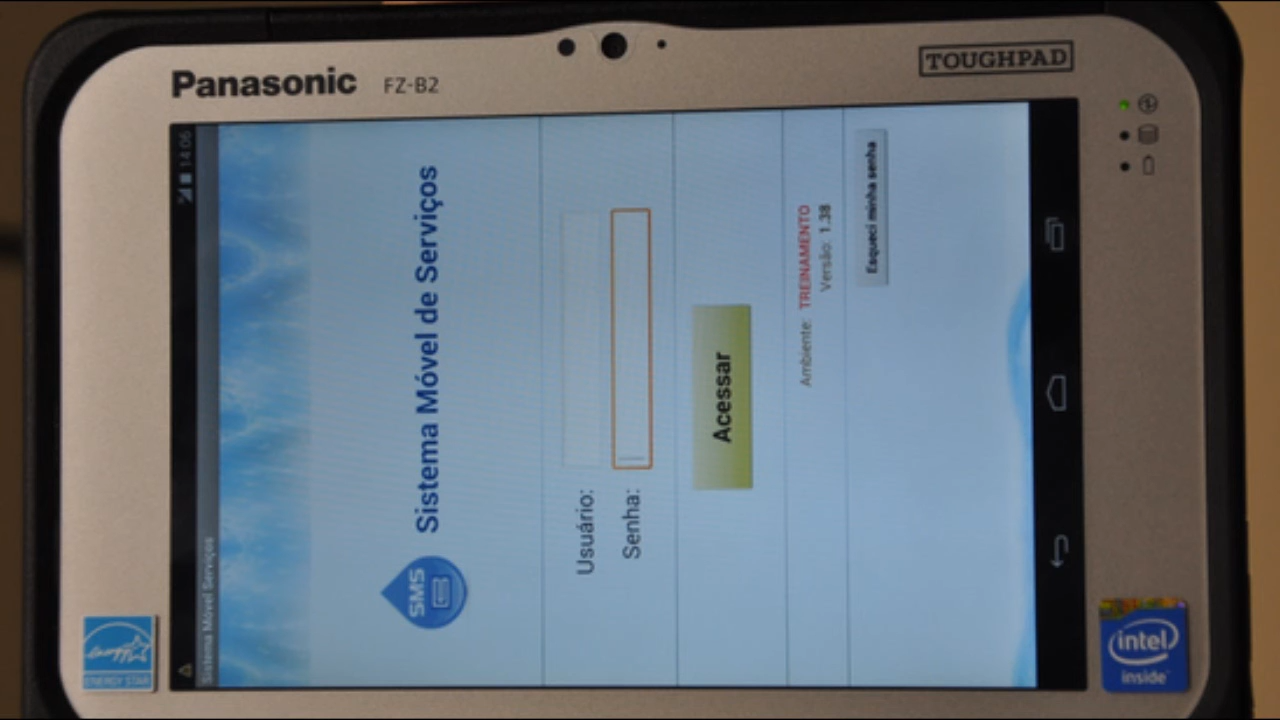 Panasonic
FZ-B2
TOUGHPAD
14:06
Sistema Móvel Serviços
SMS
Sistema Móvel de Serviços
Usuário:
Senha:
Acessar
Ambiente: TREINAMENTO
Versão: 1.38
Esqueci minha senha
energy
ENERGY STAR
intel
inside